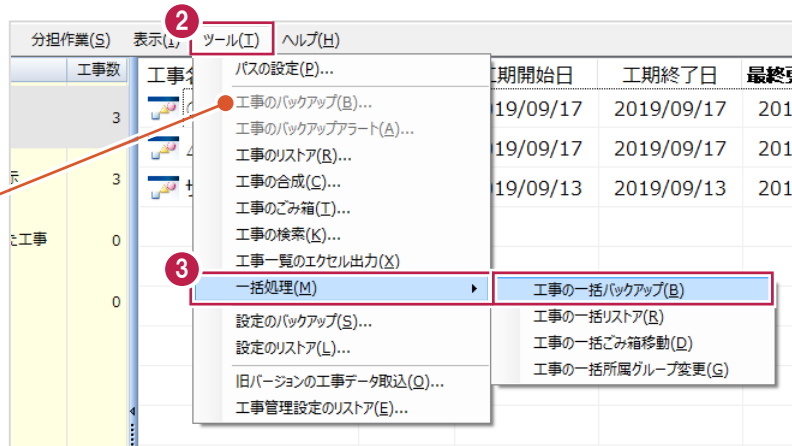 2
分担作業(S) 表示(I) ツール(T) ヘルプ(H)
工事数 工事名 工期開始日 工期終了日 最終更
パスの設定(P)...
工事のバックアップ(B)...
工事のバックアップアラート(A)...
工事のリストア(R)...
工事の合成(C)...
工事のごみ箱(T)...
工事の検索(K)...
工事一覧のエクセル出力(X)
3
一括処理(M)
設定のバックアップ(S)...
設定のリストア(L)...
旧バージョンの工事データ取込(O)...
工事管理設定のリストア(E)...
工事の一括バックアップ(B)
工事の一括リストア(R)
工事の一括ごみ箱移動(D)
工事の一括所属グループ変更(G)
3 19/09/17 2019/09/17 201
19/09/17 2019/09/17 201
示 3 19/09/13 2019/09/13 201
た工事 0
0